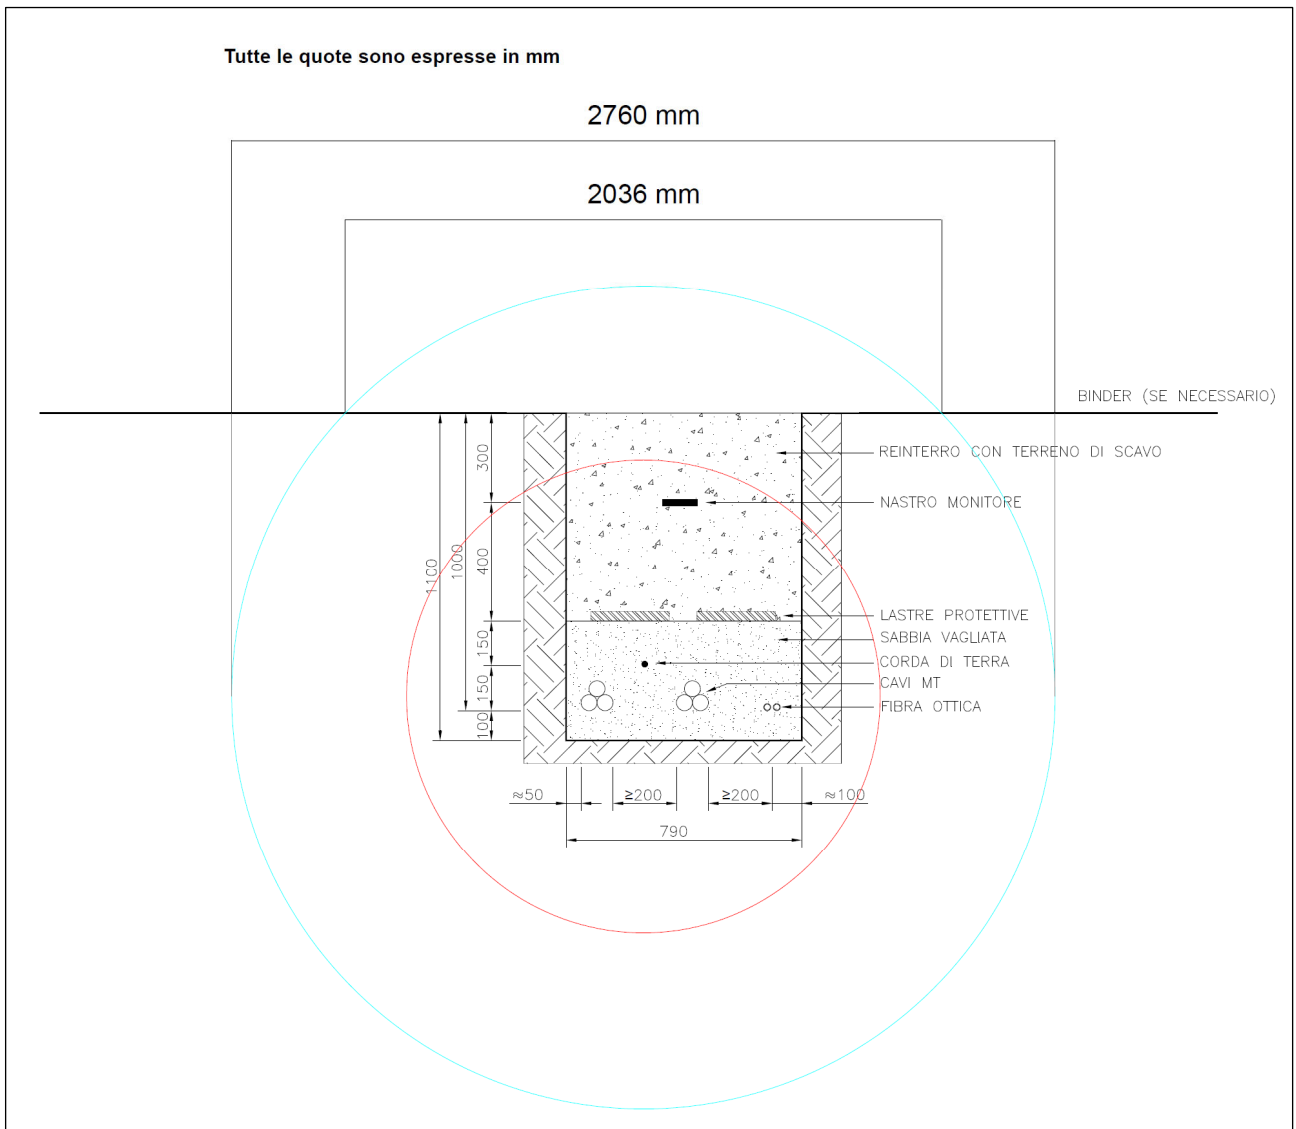 Tutte le quote sono espresse in mm
2760 mm
2036 mm
BINDER (SE NECESSARIO)
REINTERRO CON TERRENO DI SCAVO
NASTRO MONITORE
LASTRE PROTETTIVE
SABBIA VAGLIATA
CORDA DI TERRA
CAVI MT
FIBRA OTTICA
300
400
150
150
100
1000
1100
≈50
≥200
≥200
≈100
790